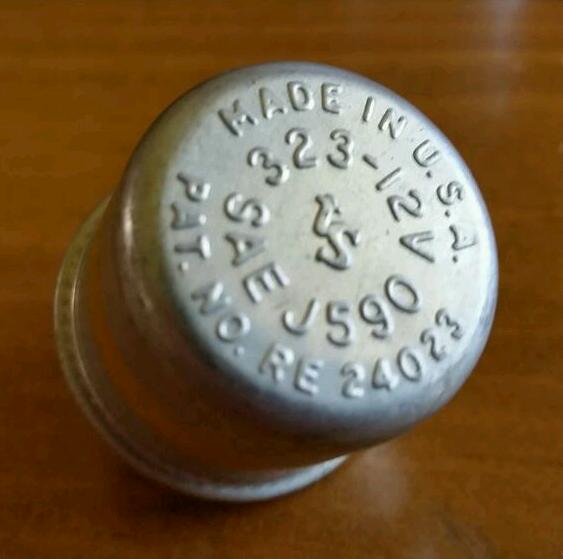 MADE IN U.S.A.
323-12V
SAE J590
PAT. NO. RE 24023